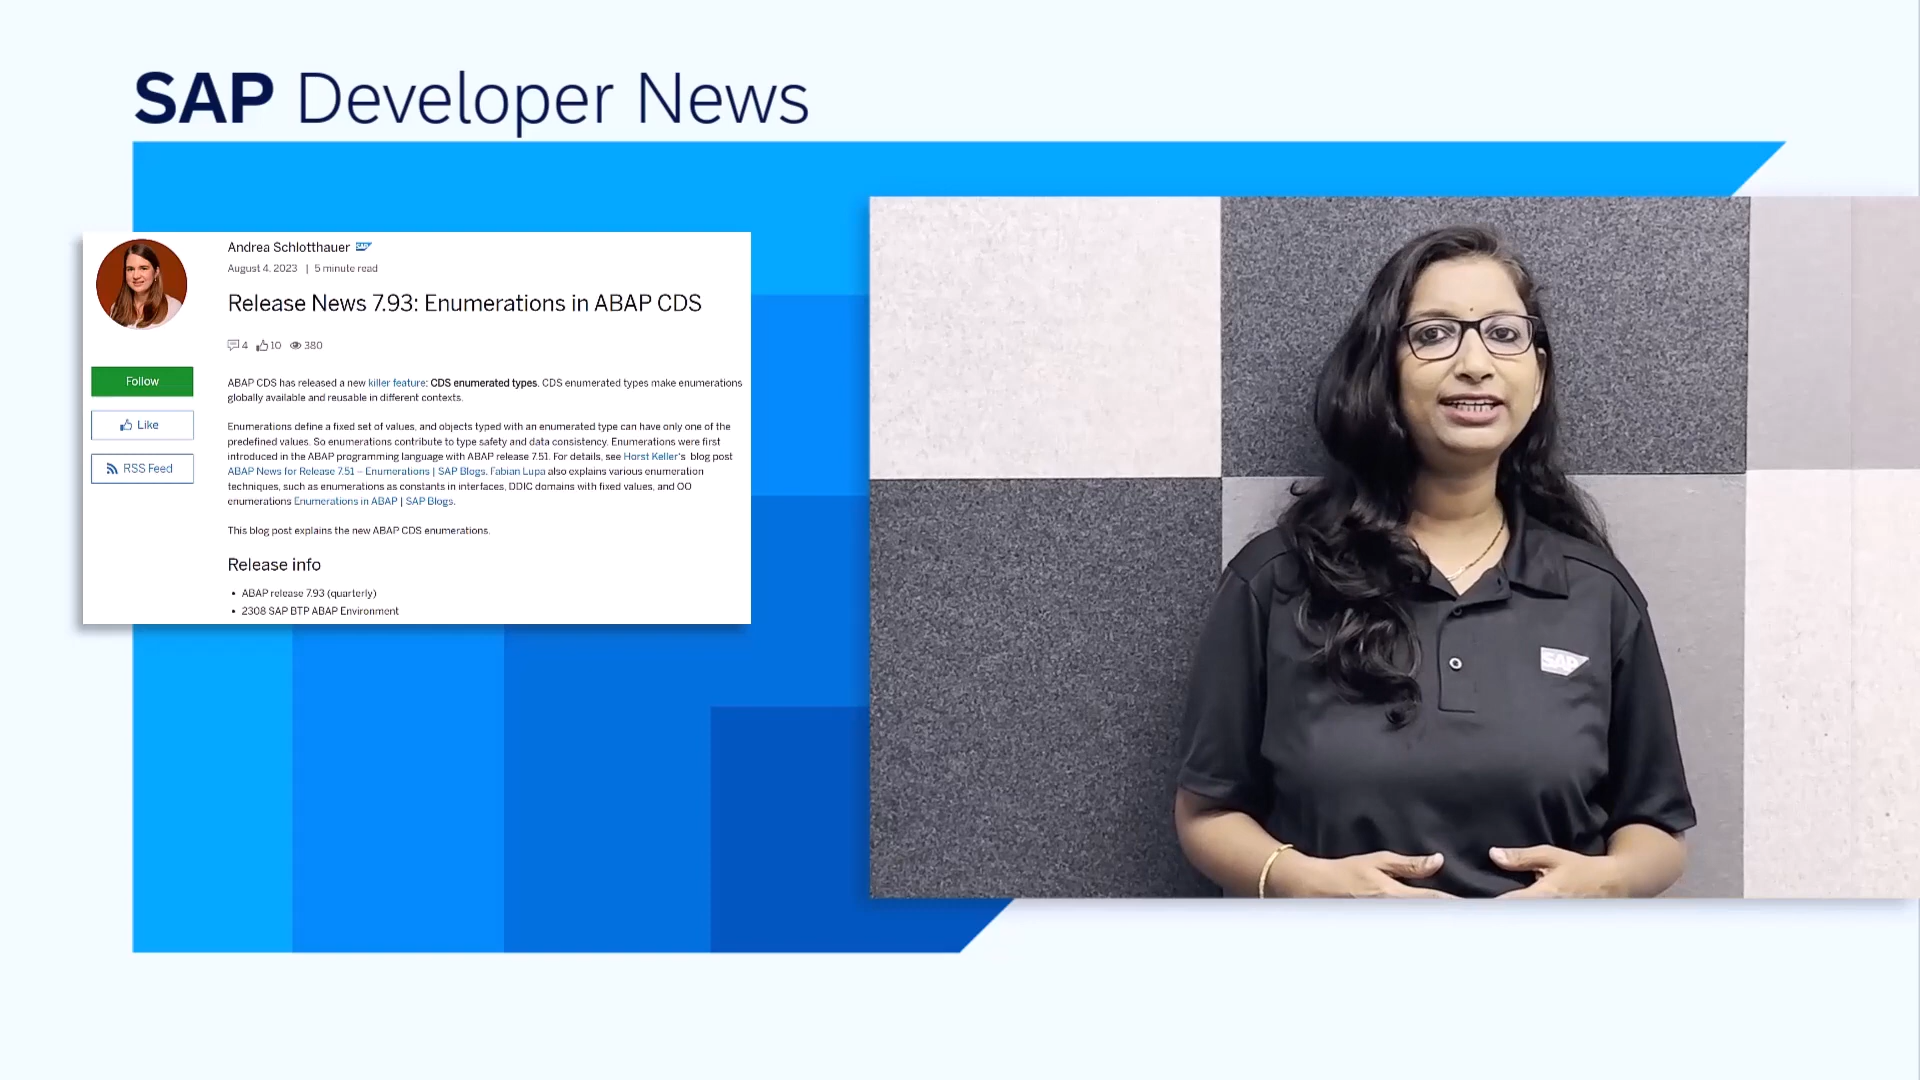 SAP Developer News
Andrea Schlotthauer SAP
August 4, 2023 | 5 minute read
Release News 7.93: Enumerations in ABAP CDS
4 10 380
Follow
Like
RSS Feed
ABAP CDS has released a new killer feature: CDS enumerated types. CDS enumerated types make enumerations
globally available and reusable in different contexts.
Enumerations define a fixed set of values, and objects typed with an enumerated type can have only one of the
predefined values. So enumerations contribute to type safety and data consistency. Enumerations were first
introduced in the ABAP programming language with ABAP release 7.51. For details, see Horst Keller's blog post
ABAP News for Release 7.51 – Enumerations | SAP Blogs. Fabian Lupa also explains various enumeration
techniques, such as enumerations as constants in interfaces, DDIC domains with fixed values, and OO
enumerations Enumerations in ABAP | SAP Blogs.
This blog post explains the new ABAP CDS enumerations.
Release info
• ABAP release 7.93 (quarterly)
• 2308 SAP BTP ABAP Environment
SAP